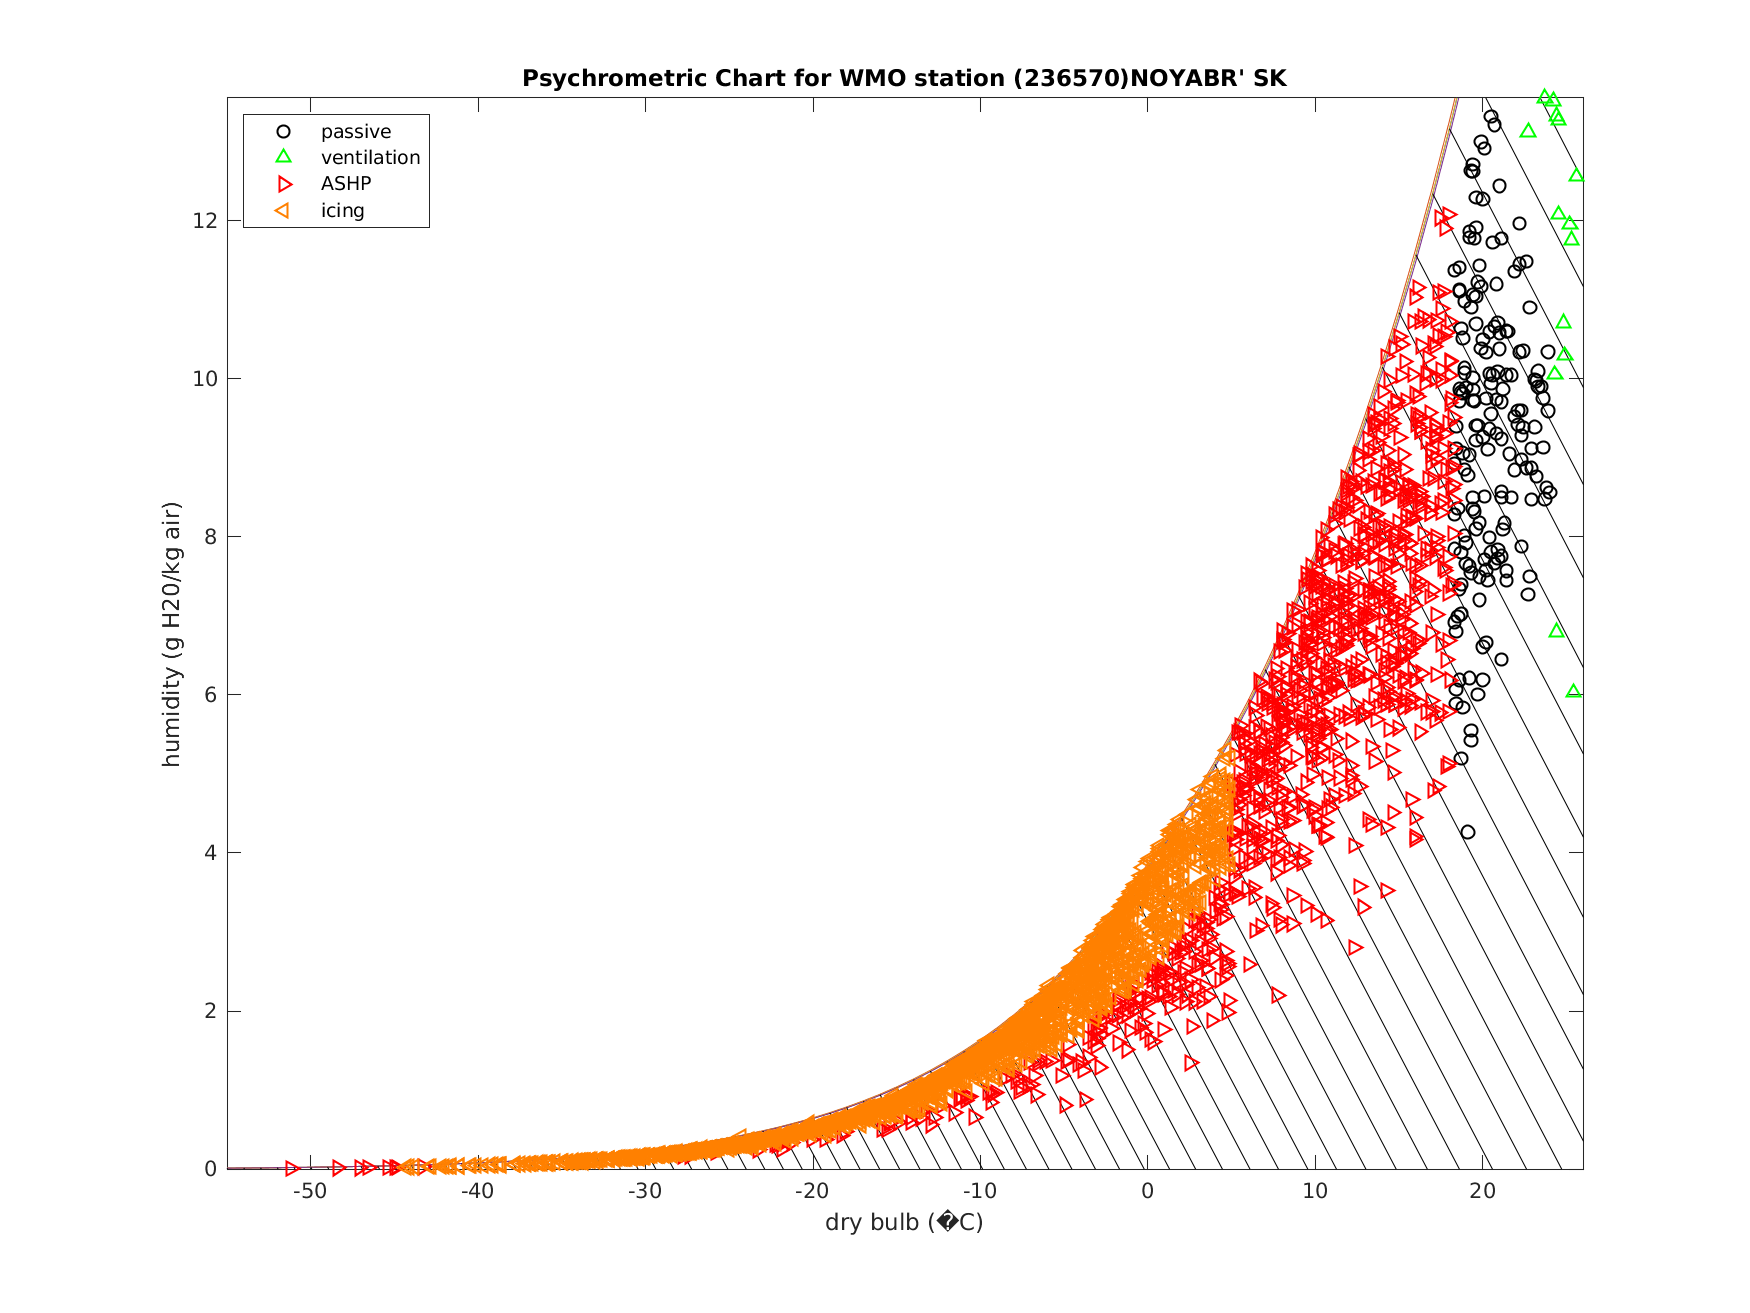 Psychrometric Chart for WMO station (236570)NOYABR' SK
passive
ventilation
ASHP
icing
humidity (g H20/kg air)
12
10
8
6
4
2
0
-50 -40 -30 -20 -10 0 10 20
dry bulb (�C)